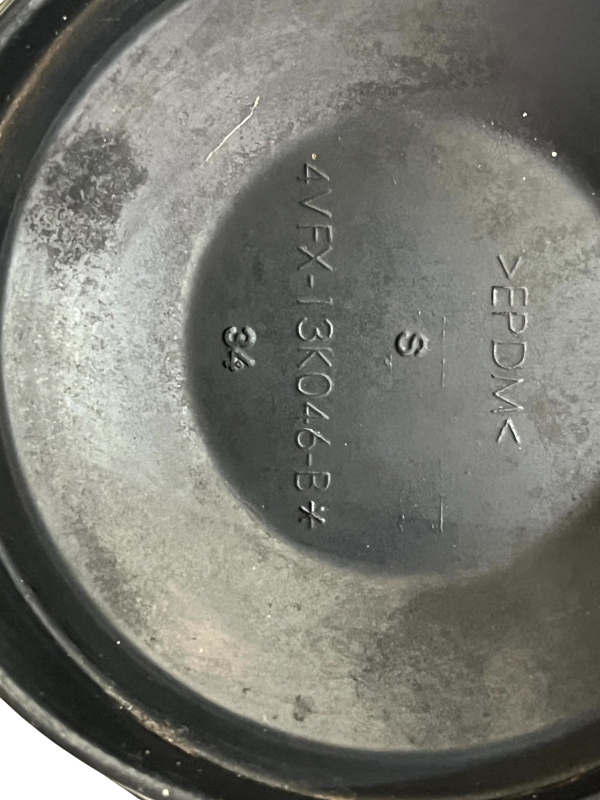 >EPDM<
S
4VFX-13K046-B*
34